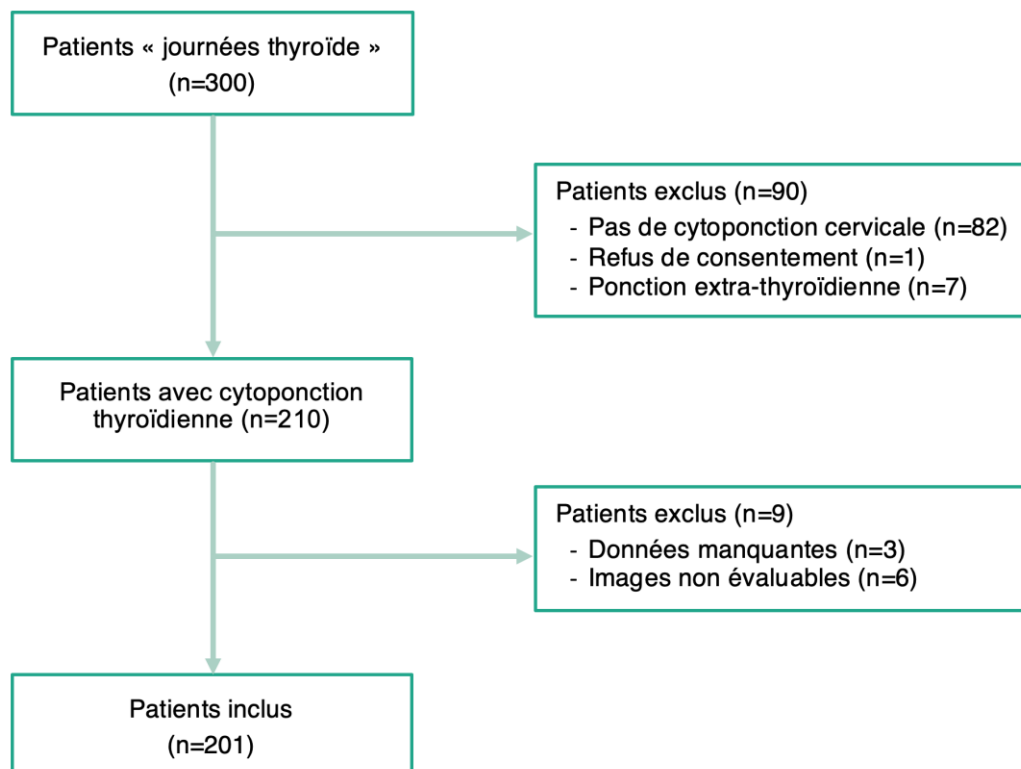 Patients « journées thyroïde »
(n=300)
Patients exclus (n=90)
- Pas de cytoponction cervicale (n=82)
- Refus de consentement (n=1)
- Ponction extra-thyroïdienne (n=7)
Patients avec cytoponction
thyroïdienne (n=210)
Patients exclus (n=9)
- Données manquantes (n=3)
- Images non évaluables (n=6)
Patients inclus
(n=201)